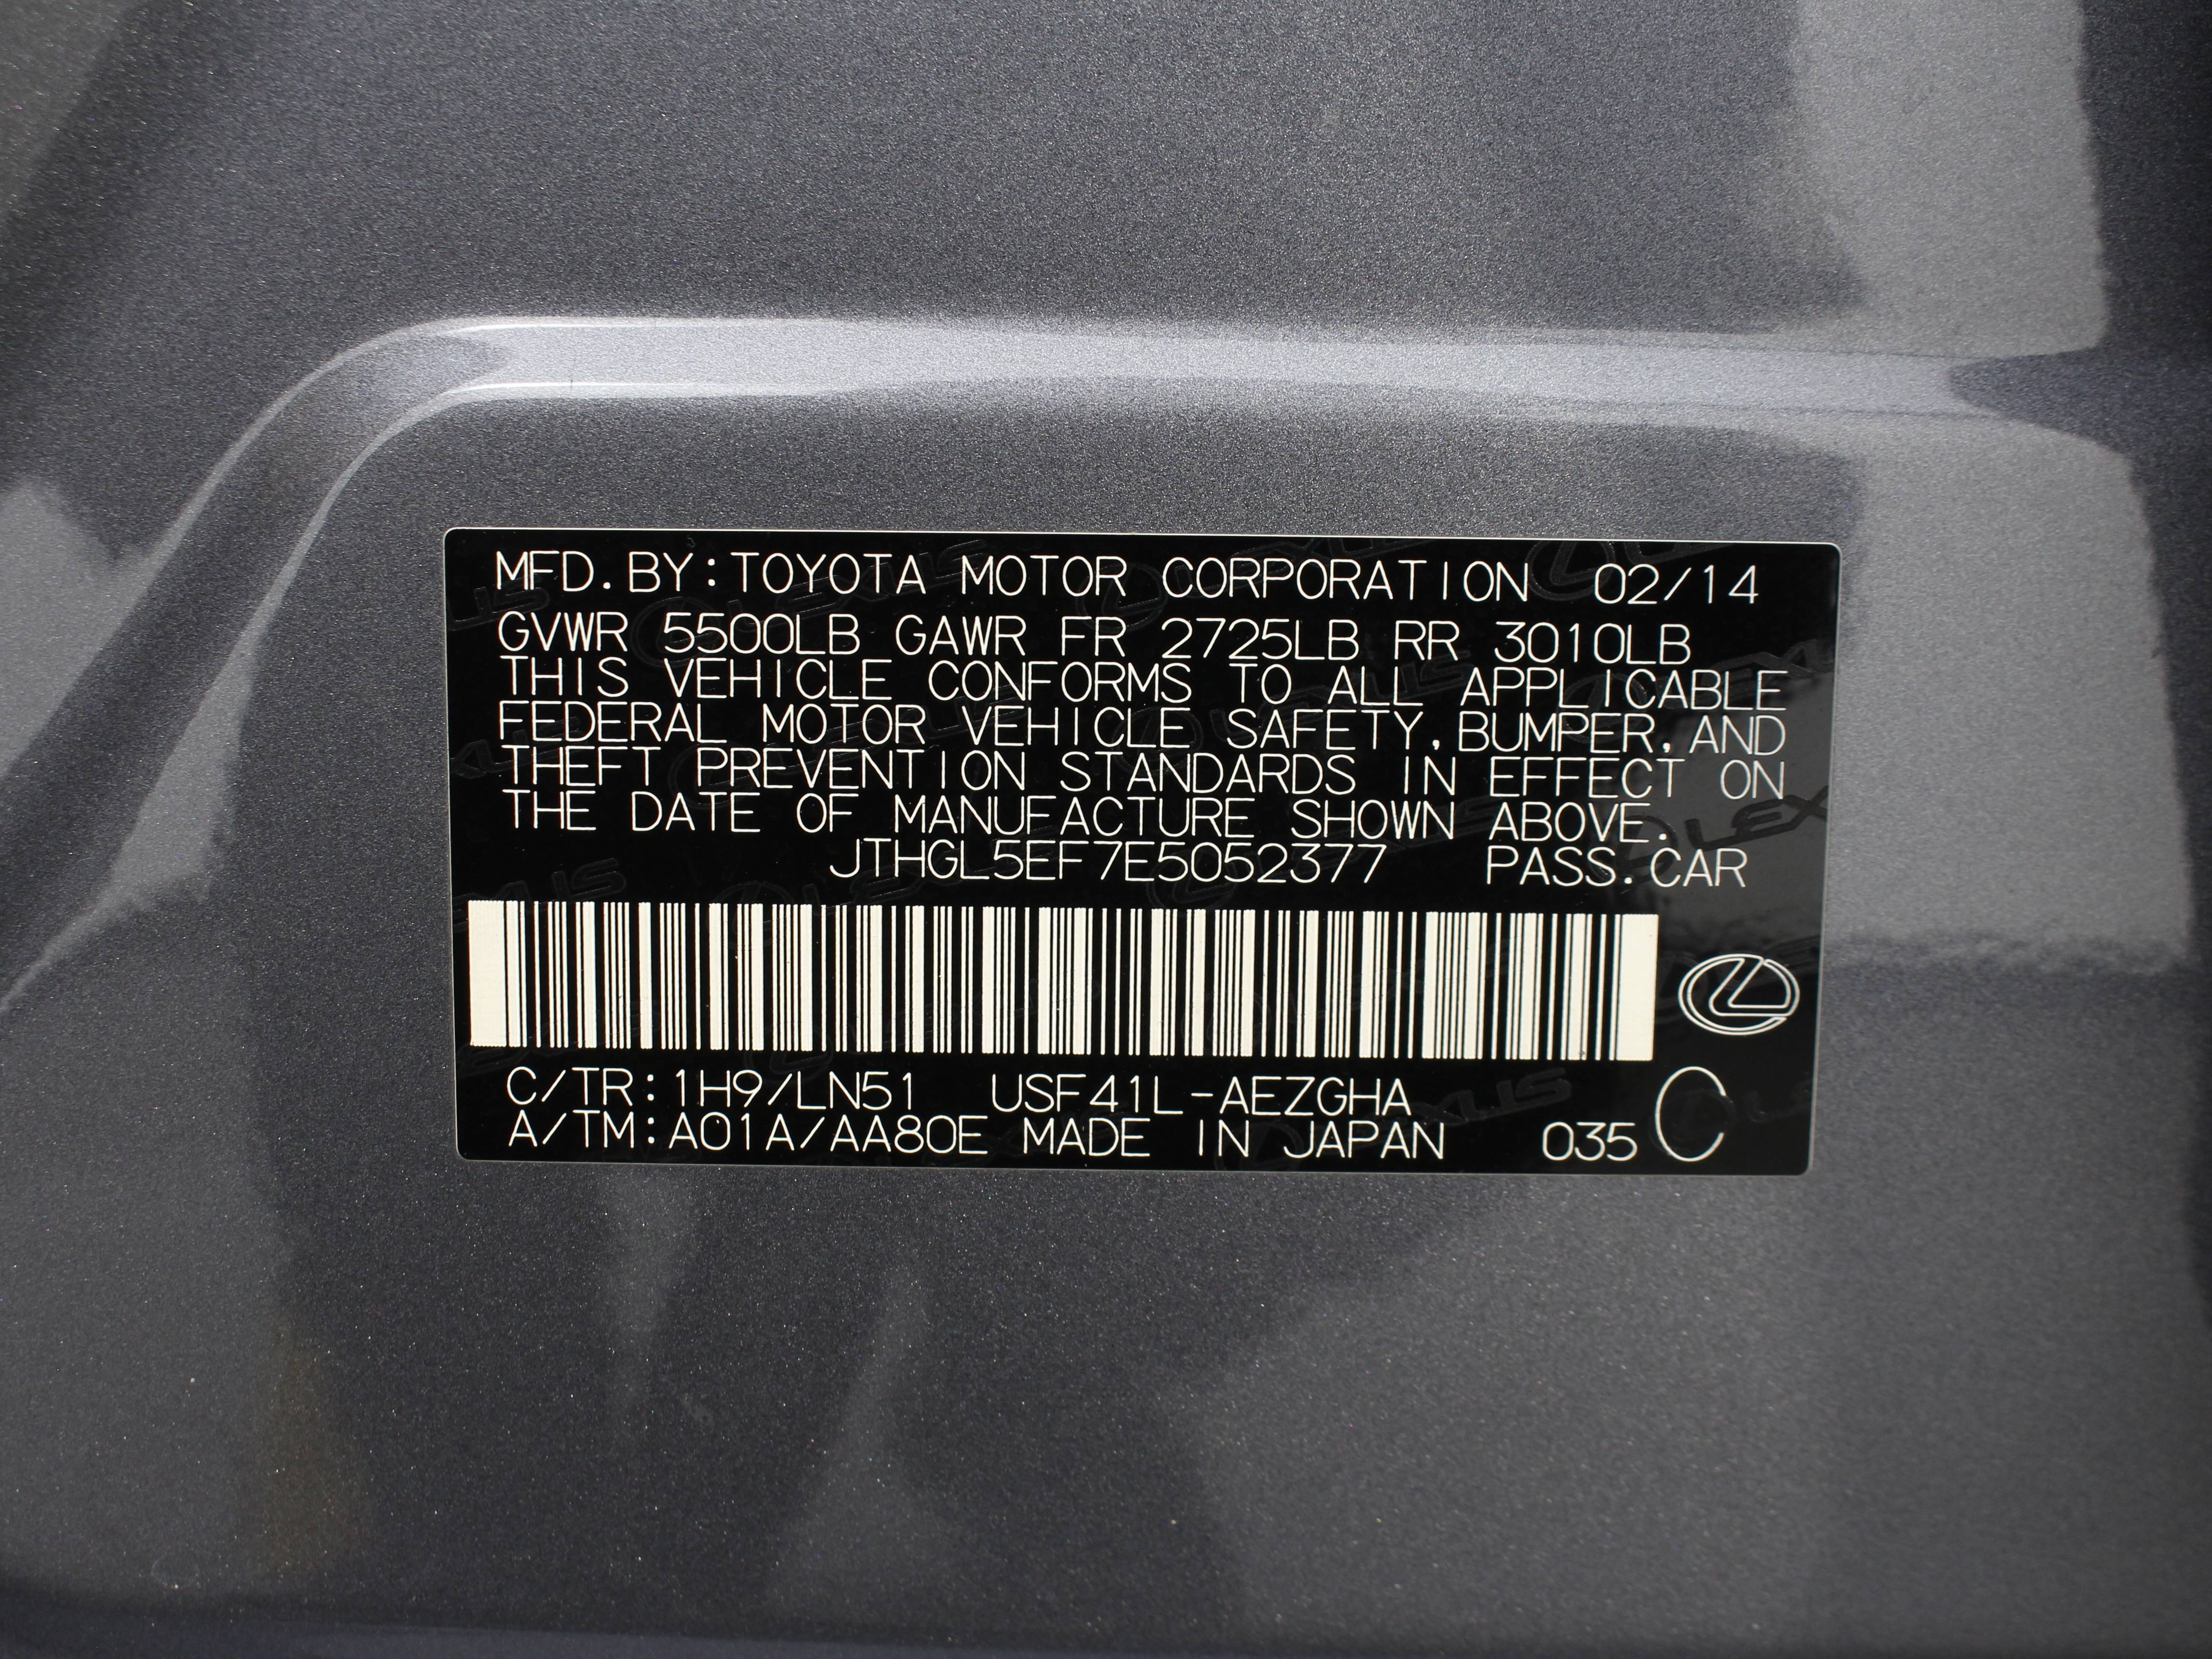 MFD.BY:TOYOTA MOTOR CORPORATION 02/14
GVWR 5500LB GAWR FR 2725LB RR 3010LB
THIS VEHICLE CONFORMS TO ALL APPLICABLE
FEDERAL MOTOR VEHICLE SAFETY,BUMPER,AND
THEFT PREVENTION STANDARDS IN EFFECT ON
THE DATE OF MANUFACTURE SHOWN ABOVE.
JTHGL5EF7E5052377 PASS.CAR
C/TR:1H9/LN51 USF41L-AEZGHA
A/TM:A01A/AA80E MADE IN JAPAN 035 C